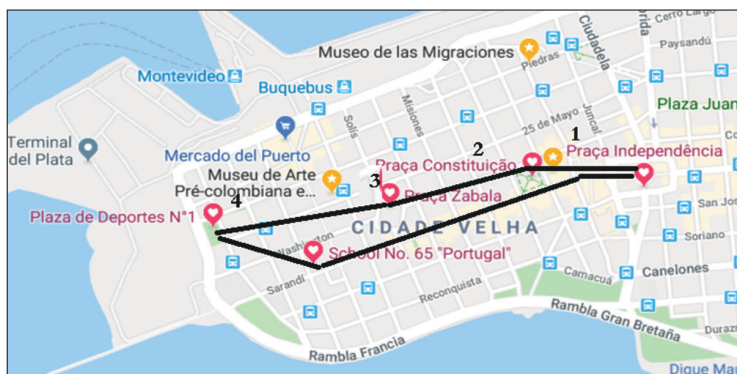 Cerro Largo
Ciudadela
Paysandú
Museo de las Migraciones
Piedras
Montevideo
Buquebus
Misiones
Solís
25 de Mayo
Juncal
Plaza Juan
Terminal
del Plata
Mercado del Puerto
1
2
Praça Independência
Museu de Arte
Pré-colombiana e...
Praça Constituição
3
Praça Zabala
Plaza de Deportes N°1
4
San Jos
CIDADE VELHA
Washington
Soriano
School No. 65 "Portugal"
Sarandí
Camacuá
Canelones
Reconquista
Rambla Gran Bretaña
Durazno
Rambla Francia
Dique Mau